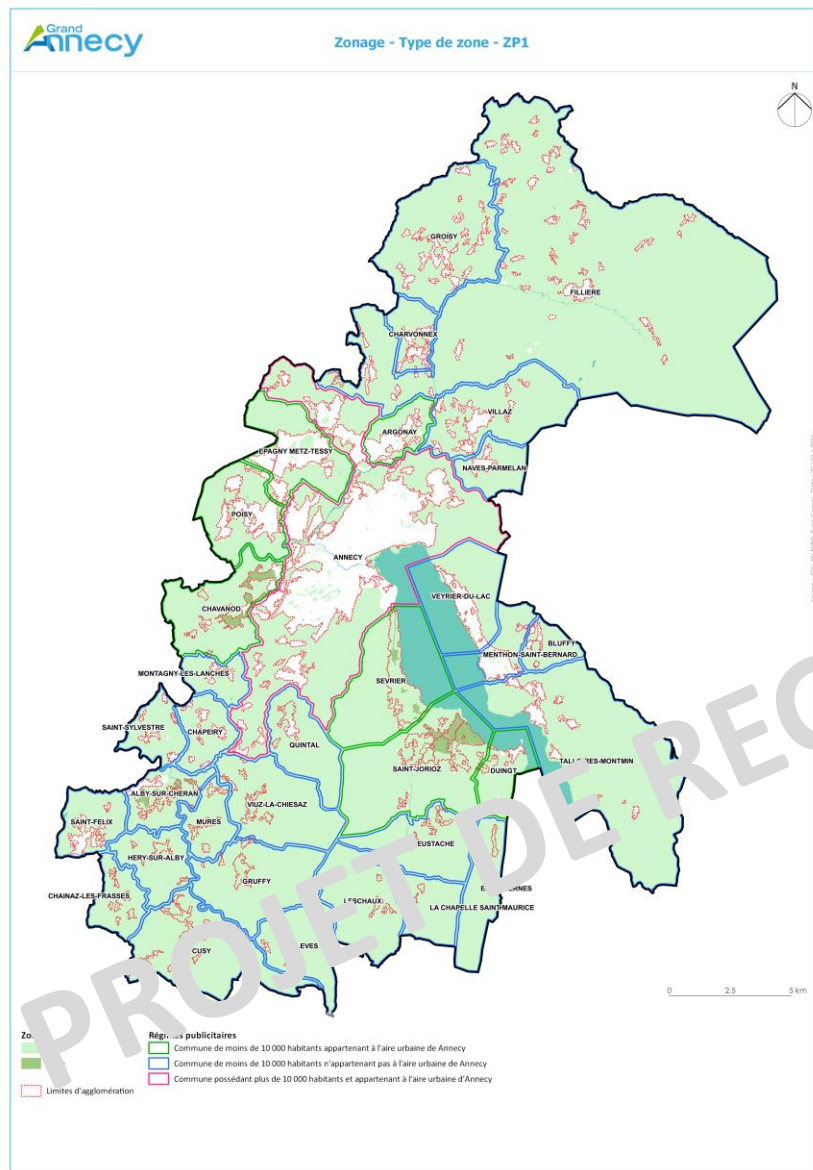 Grand
Annecy
Zonage - Type de zone - ZP1
N
GROISY
FILLIERE
CHARVONNEX
VILLAZ
ARGONAY
EPAGNY METZ-TESSY
NAVES-PARMELAN
POISY
ANNECY
VEYRIER-DU-LAC
CHAVANOD
BLUFFY
MENTHON-SAINT-BERNARD
MONTAGNY-LES-LANCHES
SEVRIER
SAINT-SYLVESTRE
CHAPEIRY
QUINTAL
TALLOIRES-MONTMIN
SAINT-JORIOZ
DUINGT
ALBY-SUR-CHERAN
VIUZ-LA-CHIESAZ
SAINT-FELIX
MURES
EUSTACHE
HERY-SUR-ALBY
GRUFFY
CHAINAZ-LES-FRASSES
LESCHAUX
LA CHAPELLE SAINT-MAURICE
CUSY
PROJET DE
0 2.5 5 km
Régimes publicitaires
Commune de moins de 10 000 habitants appartenant à l'aire urbaine de Annecy
Commune de moins de 10 000 habitants n'appartenant pas à l'aire urbaine de Annecy
Commune possédant plus de 10 000 habitants et appartenant à l'aire urbaine d'Annecy
Limites d'agglomération